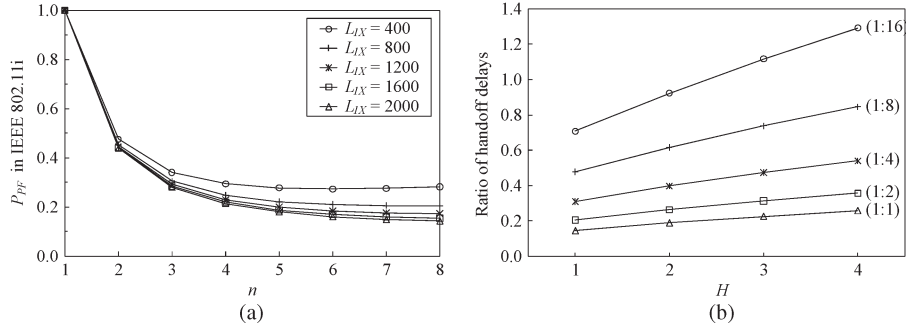 1.0
0.8
0.6
0.4
0.2
0.0
P_PF in IEEE 802.11i
L_IX = 400
L_IX = 800
L_IX = 1200
L_IX = 1600
L_IX = 2000
1 2 3 4 5 6 7 8
n
(a)
1.4
1.2
1.0
0.8
0.6
0.4
0.2
0.0
Ratio of handoff delays
(1:16)
(1:8)
(1:4)
(1:2)
(1:1)
1 2 3 4
H
(b)